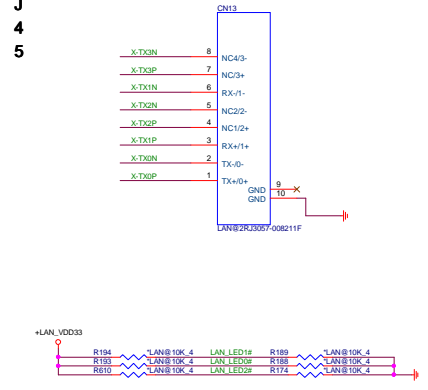 J
4
5
CN13
X-TX3N 8 NC4/3-
X-TX3P 7 NC3/+
X-TX1N 6 RX-/1-
X-TX2N 5 NC2/2-
X-TX2P 4 NC1/2+
X-TX1P 3 RX+/1+
X-TX0N 2 TX-/0-
X-TX0P 1 TX+/0+
GND 9
GND 10
LAN@2RJ3057-008211F
+LAN_VDD33
R194 *LAN@10K_4 LAN_LED1# R189 *LAN@10K_4
R193 *LAN@10K_4 LAN_LED0# R188 *LAN@10K_4
R610 *LAN@10K_4 LAN_LED2# R174 *LAN@10K_4